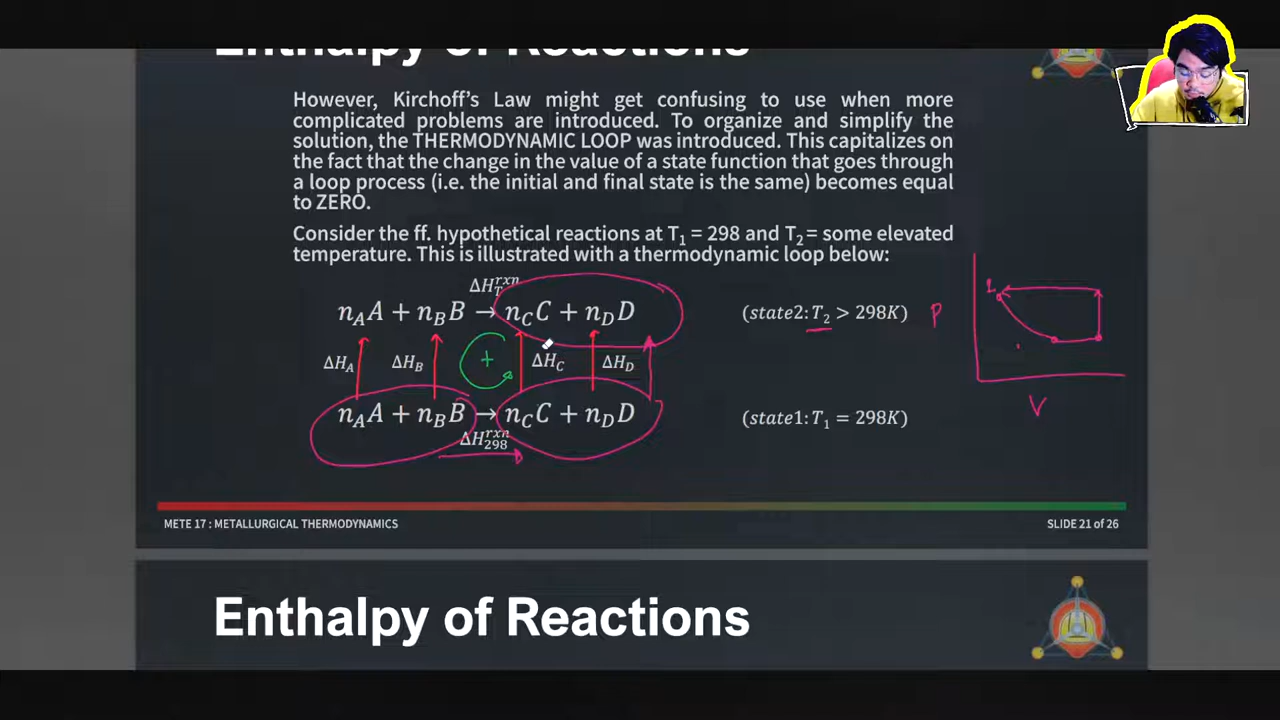 Enthalpy of Reactions
However, Kirchoff's Law might get confusing to use when more
complicated problems are introduced. To organize and simplify the
solution, the THERMODYNAMIC LOOP was introduced. This capitalizes on
the fact that the change in the value of a state function that goes through
a loop process (i.e. the initial and final state is the same) becomes equal
to ZERO.
Consider the ff. hypothetical reactions at T₁ = 298 and T₂ = some elevated
temperature. This is illustrated with a thermodynamic loop below:
ΔH_T^rxn
n_A A + n_B B → n_C C + n_D D (state2: T₂ > 298K) P
1
ΔH_A ΔH_B + ΔH_C ΔH_D
n_A A + n_B B → n_C C + n_D D (state1: T₁ = 298K)
V
ΔH_298^rxn
METE 17 : METALLURGICAL THERMODYNAMICS SLIDE 21 of 26
Enthalpy of Reactions